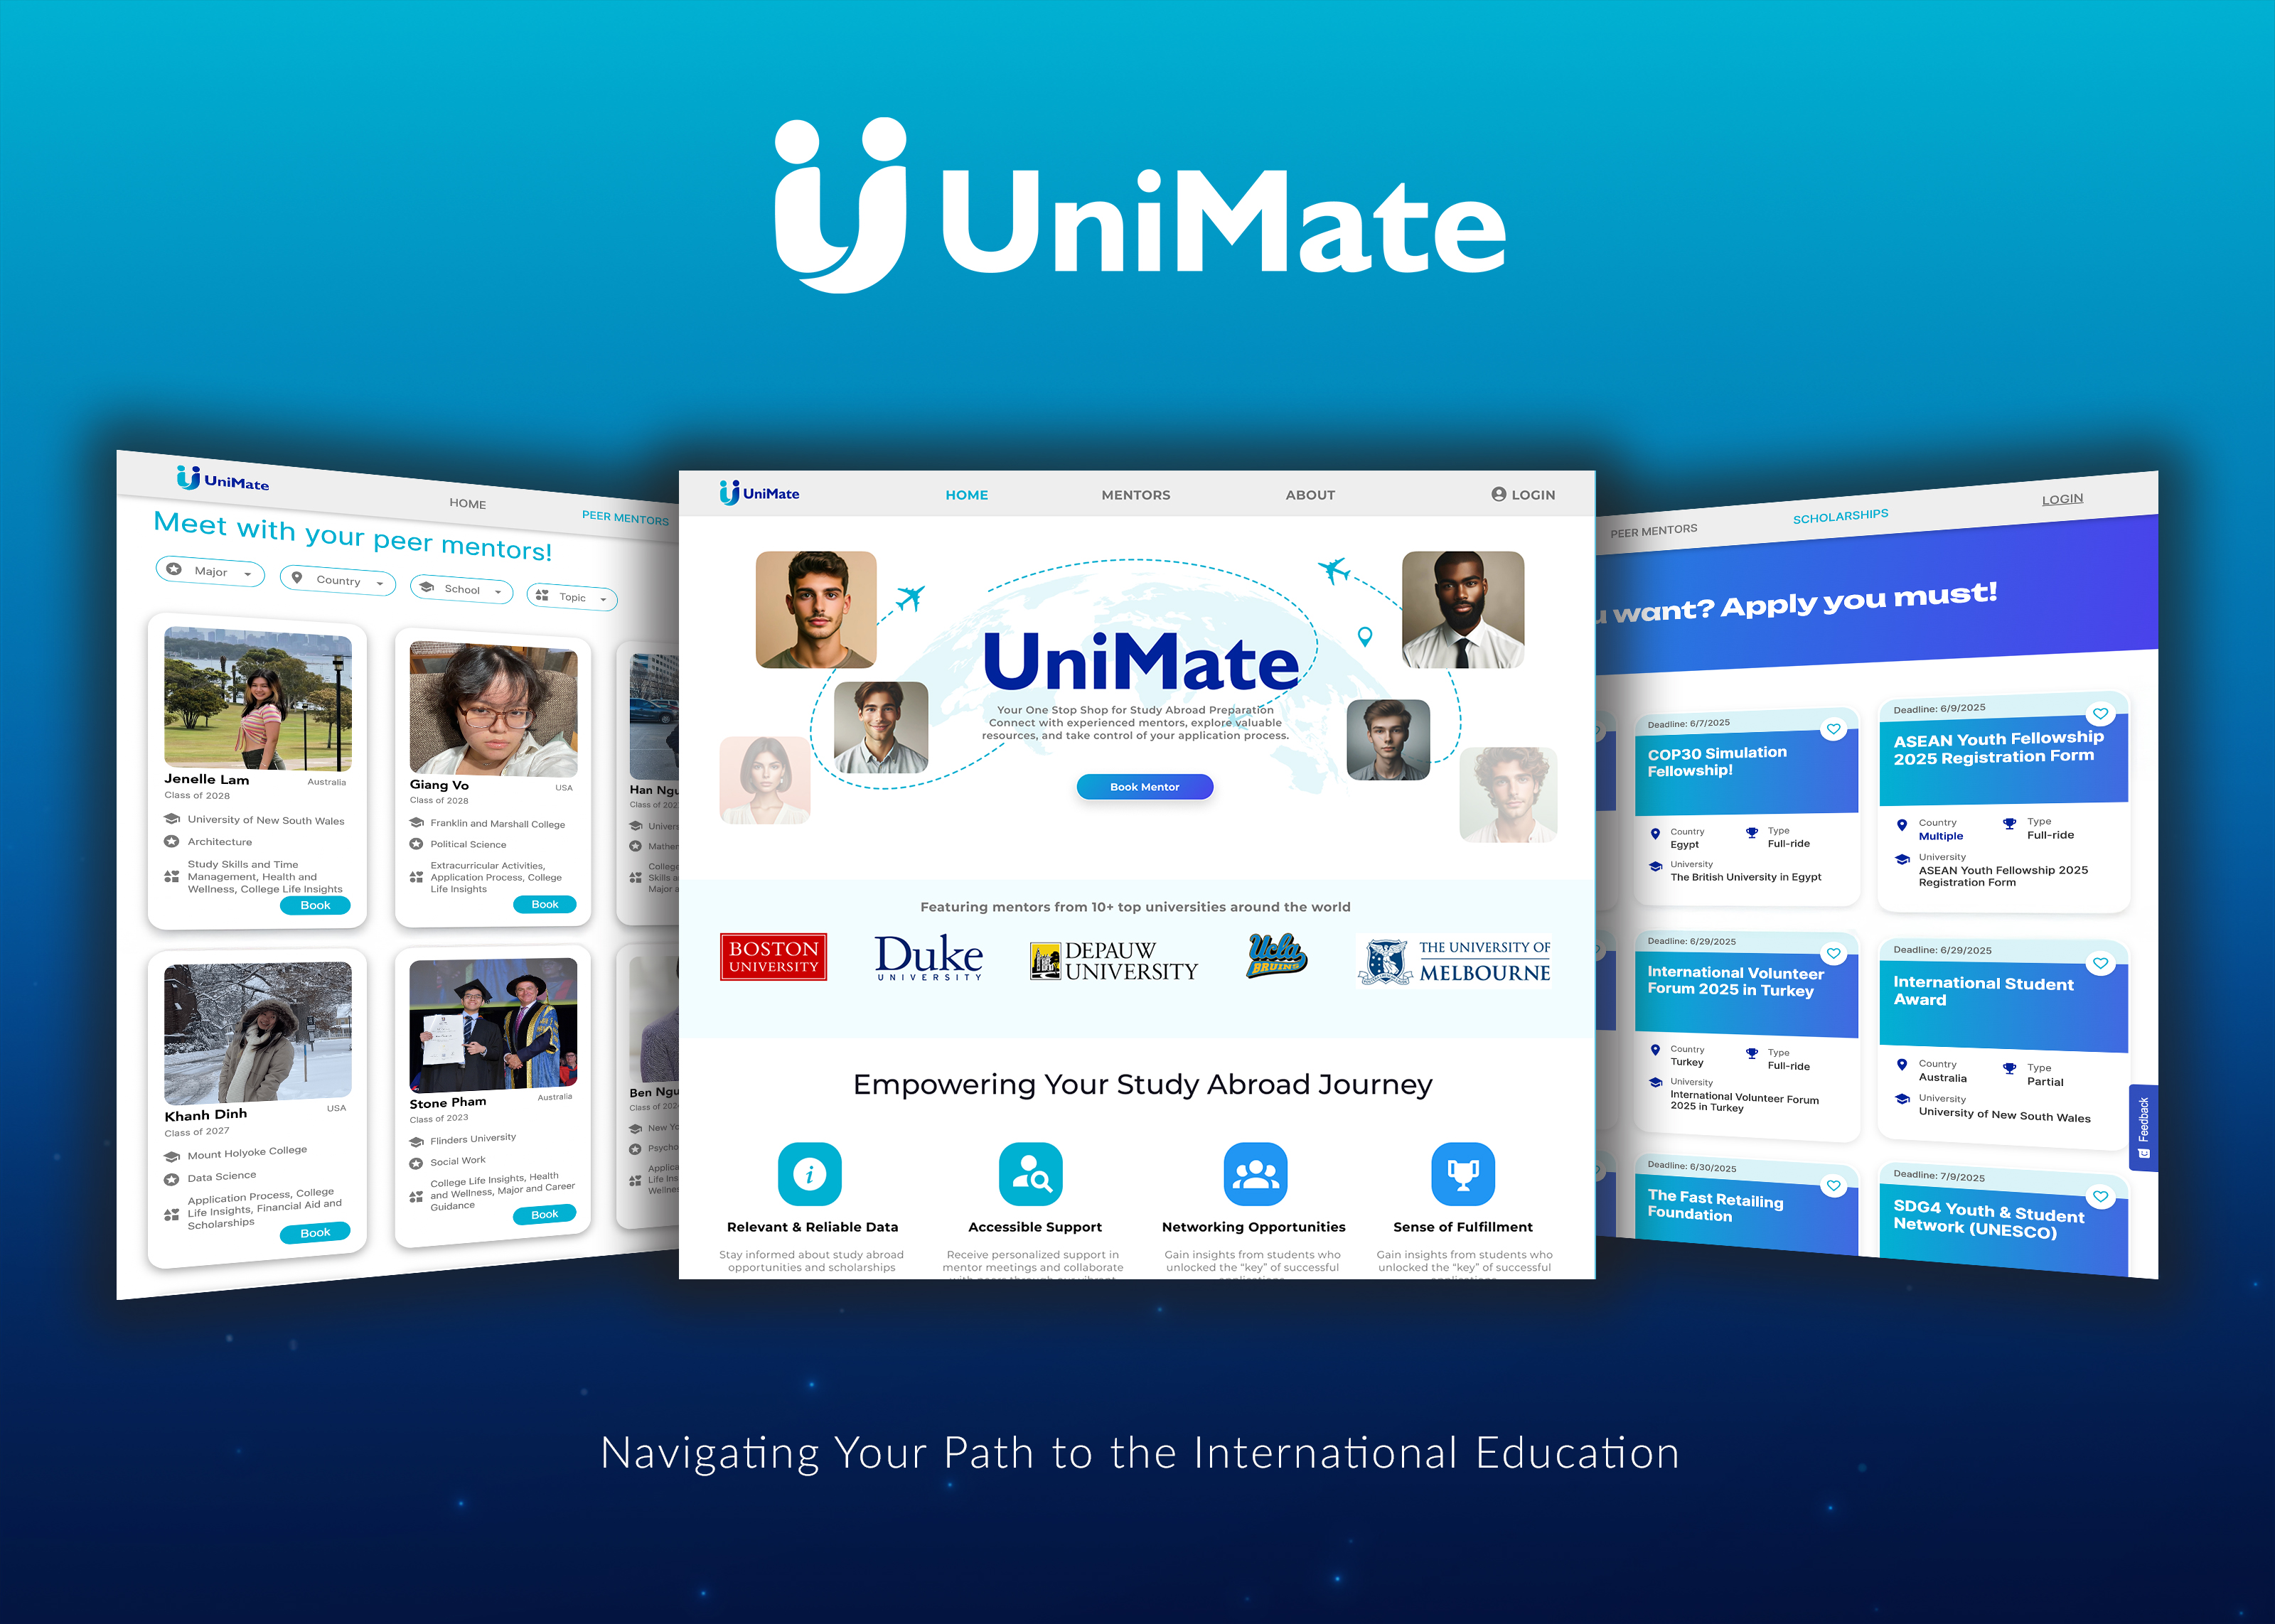 UniMate
UniMate
HOME
PEER MENTORS
Meet with your peer mentors!
Major
Country
School
Topic
Jenelle Lam
Australia
Class of 2028
University of New South Wales
Architecture
Study Skills and Time
Management, Health and
Wellness, College Life Insights
Book
Giang Vo
USA
Class of 2028
Franklin and Marshall College
Political Science
Extracurricular Activities,
Application Process, College
Life Insights
Book
Han
Class of
College
Skills
Major
Khanh Dinh
USA
Class of 2027
Mount Holyoke College
Data Science
Application Process, College
Life Insights, Financial Aid and
Scholarships
Book
Stone Pham
Australia
Class of 2023
Flinders University
Social Work
College Life Insights, Health
and Wellness, Major and Career
Guidance
Book
Ben
Class of
New
UniMate
HOME
MENTORS
ABOUT
LOGIN
UniMate
Your One Stop Shop for Study Abroad Preparation
Connect with experienced mentors, explore valuable
resources, and take control of your application process.
Book Mentor
Featuring mentors from 10+ top universities around the world
BOSTON
UNIVERSITY
Duke
UNIVERSITY
DEPAUW
UNIVERSITY
Ucla
BRUINS
THE UNIVERSITY OF
MELBOURNE
Empowering Your Study Abroad Journey
Relevant & Reliable Data
Stay informed about study abroad
opportunities and scholarships
Accessible Support
Receive personalized support in
mentor meetings and collaborate
Networking Opportunities
Gain insights from students who
unlocked the “key” of successful
Sense of Fulfillment
Gain insights from students who
unlocked the “key” of successful
PEER MENTORS
SCHOLARSHIPS
LOGIN
want? Apply you must!
Deadline: 6/7/2025
COP30 Simulation
Fellowship!
Country
Egypt
Type
Full-ride
University
The British University in Egypt
Deadline: 6/9/2025
ASEAN Youth Fellowship
2025 Registration Form
Country
Multiple
Type
Full-ride
University
ASEAN Youth Fellowship 2025
Registration Form
Deadline: 6/29/2025
International Volunteer
Forum 2025 in Turkey
Country
Turkey
Type
Full-ride
University
International Volunteer Forum
2025 in Turkey
Deadline: 6/29/2025
International Student
Award
Country
Australia
Type
Partial
University
University of New South Wales
Deadline: 6/30/2025
The Fast Retailing
Foundation
Deadline: 7/9/2025
SDG4 Youth & Student
Network (UNESCO)
Feedback
Navigating Your Path to the International Education